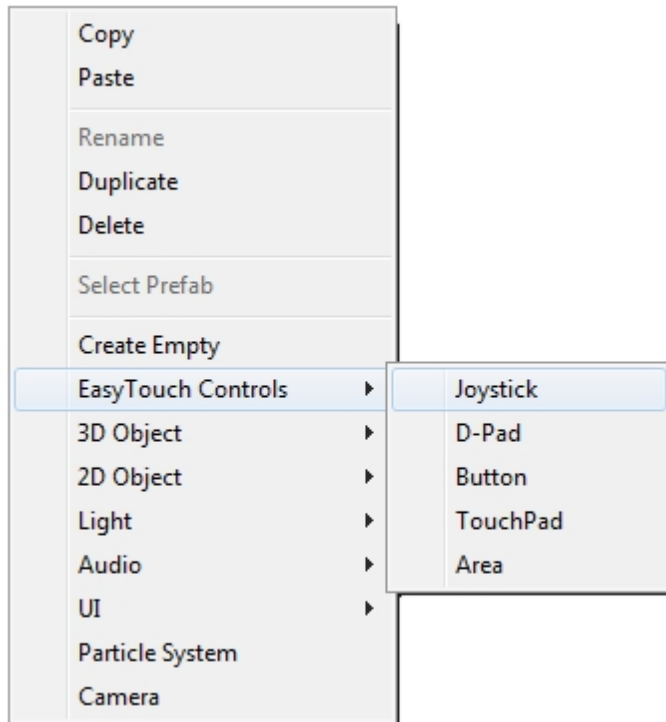 Copy
Paste
Rename
Duplicate
Delete
Select Prefab
Create Empty
EasyTouch Controls
3D Object
2D Object
Light
Audio
UI
Particle System
Camera
Joystick
D-Pad
Button
TouchPad
Area